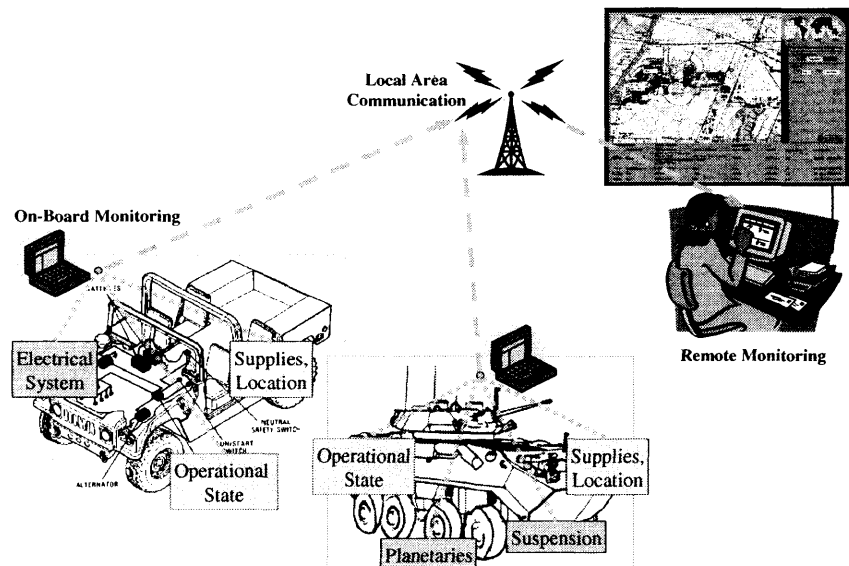 Local Area
Communication
On-Board Monitoring
BATTERIES
Electrical
System
Supplies,
Location
Remote Monitoring
NEUTRAL
SAFETY SWITCH
SWITCH
ALTERNATOR
Operational
State
Operational
State
Supplies,
Location
Suspension
Planetaries